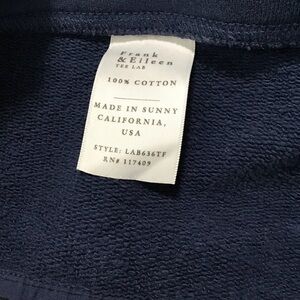 Frank
& Eileen
TEE LAB
100% COTTON
MADE IN SUNNY
CALIFORNIA,
USA
STYLE: LAB636TF
RN# 117409